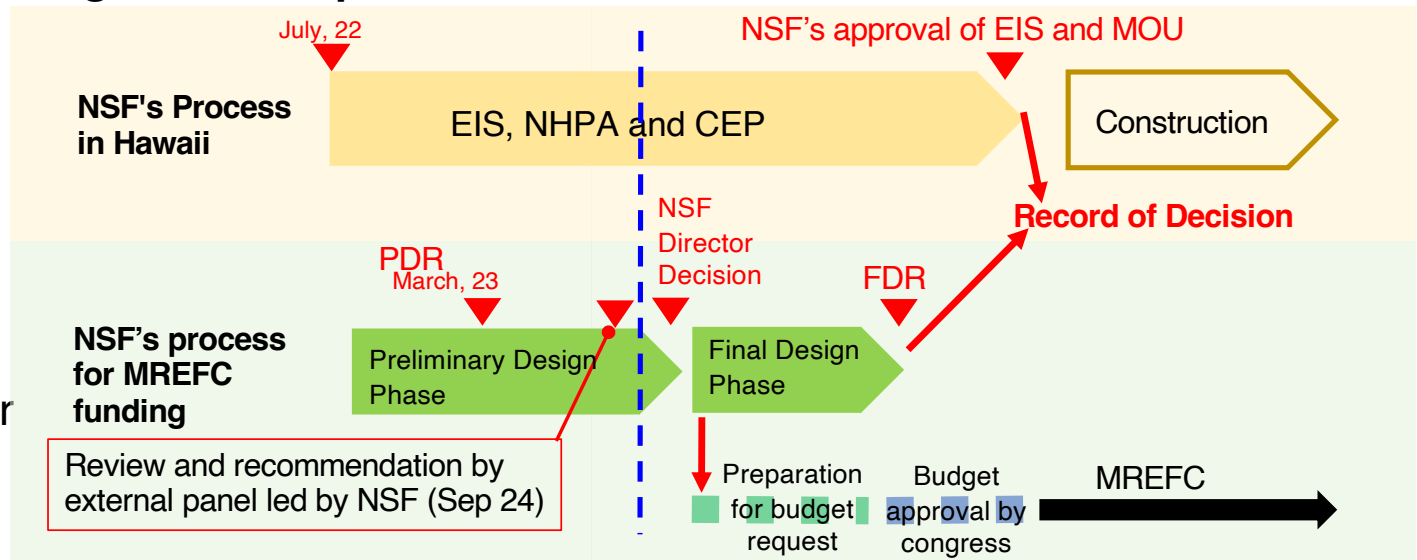 July, 22
NSF's approval of EIS and MOU
NSF's Process
in Hawaii
EIS, NHPA and CEP
Construction
Record of Decision
NSF
Director
Decision
PDR
March, 23
FDR
NSF's process
for MREFC
funding
Preliminary Design
Phase
Final Design
Phase
Review and recommendation by
external panel led by NSF (Sep 24)
Preparation
for budget
request
Budget
approval by
congress
MREFC